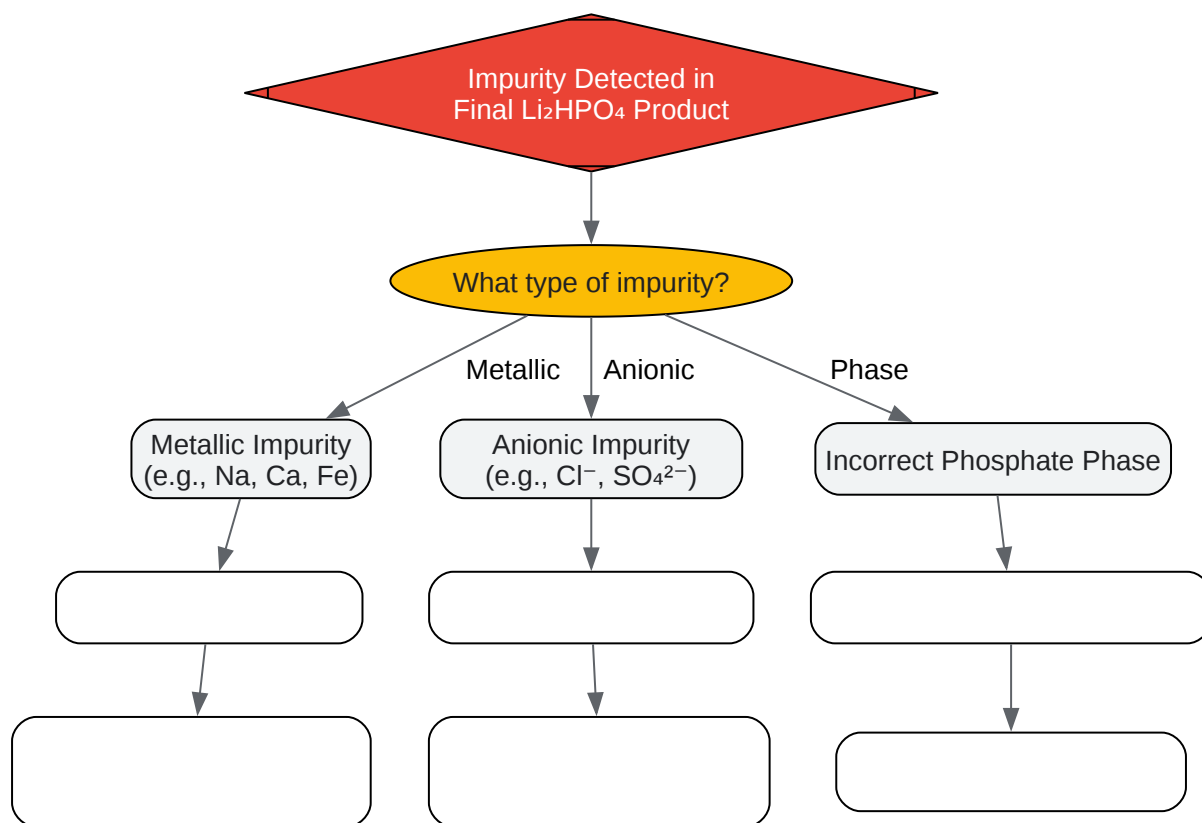 Impurity Detected in
Final Li₂HPO₄ Product
What type of impurity?
Metallic
Anionic
Phase
Metallic Impurity
(e.g., Na, Ca, Fe)
Anionic Impurity
(e.g., Cl⁻, SO₄²⁻)
Incorrect Phosphate Phase